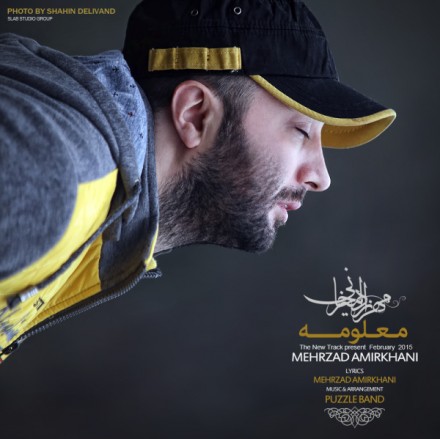 PHOTO BY SHAHIN DELIVAND
SLAB STUDIO GROUP
مهرزاد امیرخانی
معلومه
The New Track present February 2015
MEHRZAD AMIRKHANI
LYRICS
MEHRZAD AMIRKHANI
MUSIC & ARRANGEMENT
PUZZLE BAND